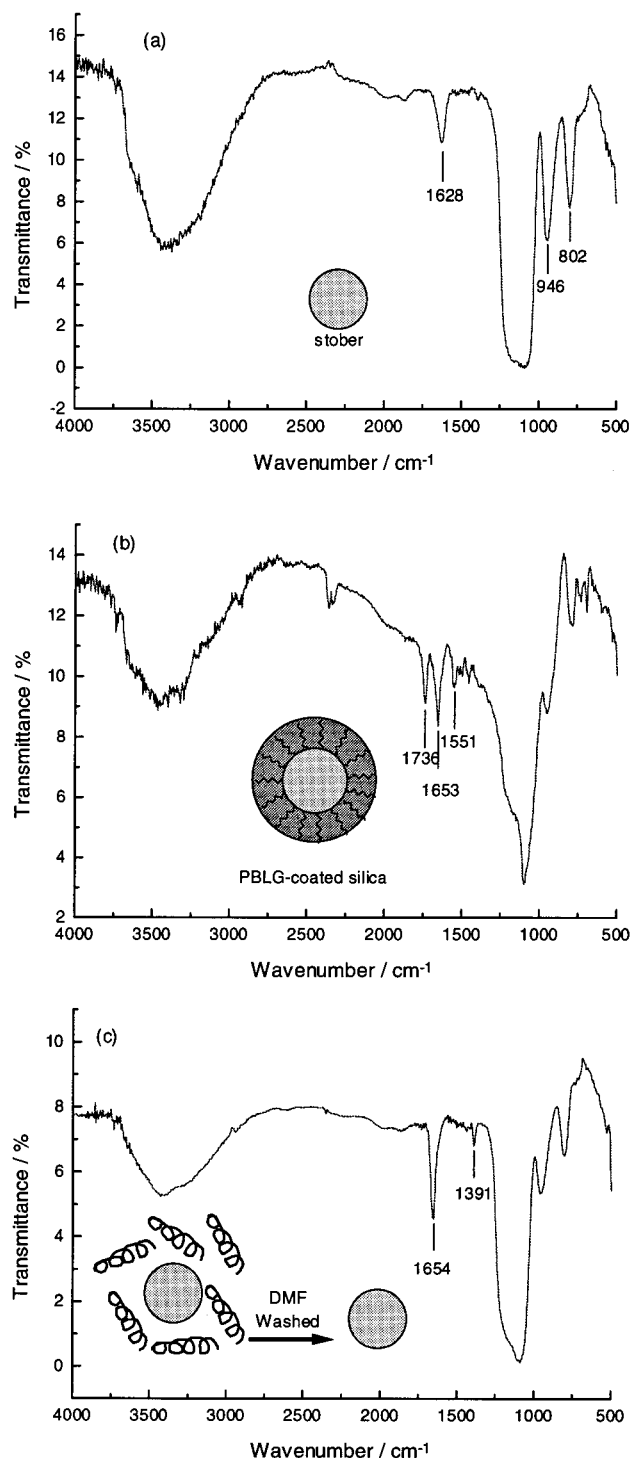 (a)
Transmittance / %
16
14
12
10
8
6
4
2
0
-2
1628
946
802
stober
4000 3500 3000 2500 2000 1500 1000 500
Wavenumber / cm-1
(b)
Transmittance / %
14
12
10
8
6
4
2
1736
1653
1551
PBLG-coated silica
4000 3500 3000 2500 2000 1500 1000 500
Wavenumber / cm-1
(c)
Transmittance / %
10
8
6
4
2
0
1654
1391
DMF
Washed
4000 3500 3000 2500 2000 1500 1000 500
Wavenumber / cm-1